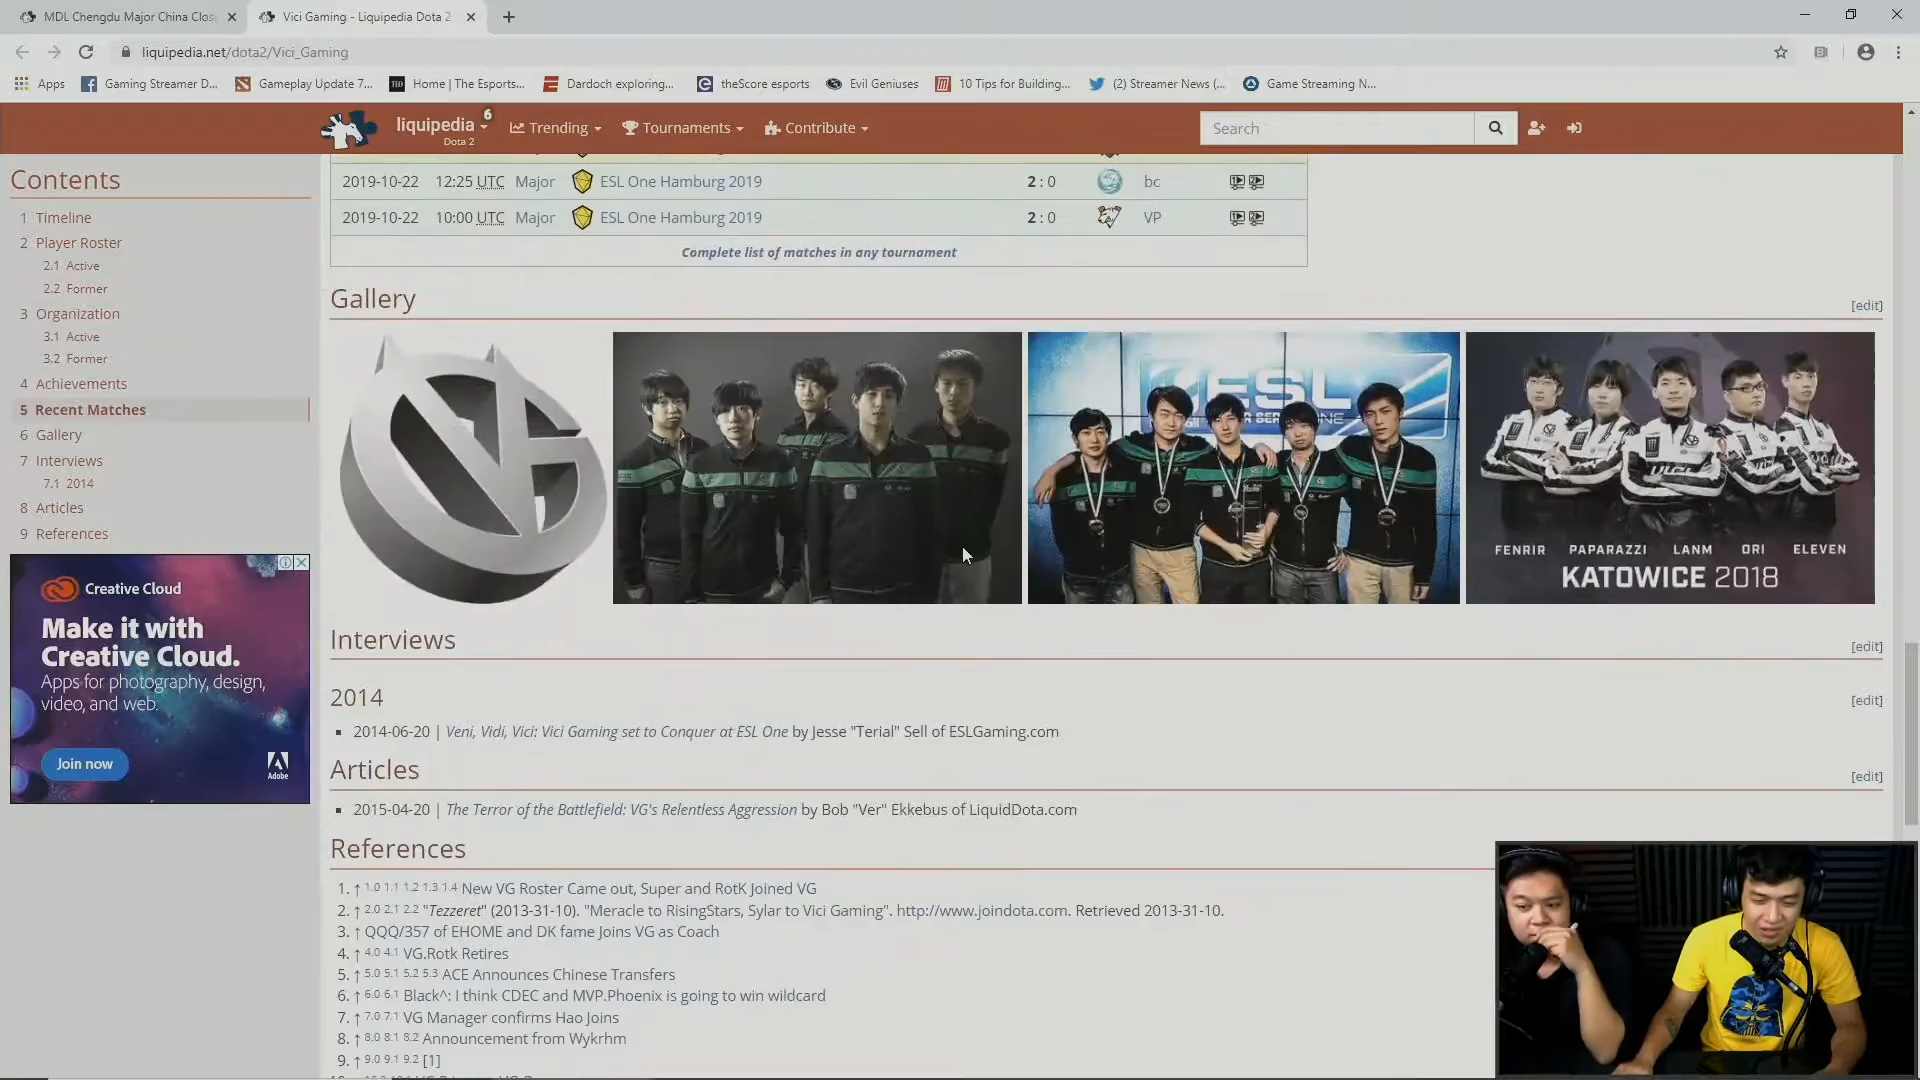 MDL Chengdu Major China Clos
Vici Gaming - Liquipedia Dota 2
liquipedia.net/dota2/Vici_Gaming
Apps
Gaming Streamer D...
Gameplay Update 7...
Home | The Esports...
Dardoch exploring...
theScore esports
Evil Geniuses
10 Tips for Building...
(2) Streamer News (...
Game Streaming N...
liquipedia 6
Dota 2
Trending
Tournaments
Contribute
Search
Contents
1 Timeline
2 Player Roster
2.1 Active
2.2 Former
3 Organization
3.1 Active
3.2 Former
4 Achievements
5 Recent Matches
6 Gallery
7 Interviews
7.1 2014
8 Articles
9 References
Creative Cloud
Make it with
Creative Cloud.
Apps for photography, design,
video, and web.
Join now
Adobe
2019-10-22 12:25 UTC Major ESL One Hamburg 2019 2 : 0 bc
2019-10-22 10:00 UTC Major ESL One Hamburg 2019 2 : 0 VP
Complete list of matches in any tournament
Gallery [edit]
ESL
FENRIR PAPARAZZI LANM ORI ELEVEN
KATOWICE 2018
Interviews [edit]
2014 [edit]
▪ 2014-06-20 | Veni, Vidi, Vici: Vici Gaming set to Conquer at ESL One by Jesse "Terial" Sell of ESLGaming.com
Articles [edit]
▪ 2015-04-20 | The Terror of the Battlefield: VG's Relentless Aggression by Bob "Ver" Ekkebus of LiquidDota.com
References
1. ↑ 1.0 1.1 1.2 1.3 1.4 New VG Roster Came out, Super and RotK Joined VG
2. ↑ 2.0 2.1 2.2 "Tezzeret" (2013-31-10). "Meracle to RisingStars, Sylar to Vici Gaming". http://www.joindota.com. Retrieved 2013-31-10.
3. ↑ QQQ/357 of EHOME and DK fame Joins VG as Coach
4. ↑ 4.0 4.1 VG.Rotk Retires
5. ↑ 5.0 5.1 5.2 5.3 ACE Announces Chinese Transfers
6. ↑ 6.0 6.1 Black^: I think CDEC and MVP.Phoenix is going to win wildcard
7. ↑ 7.0 7.1 VG Manager confirms Hao Joins
8. ↑ 8.0 8.1 8.2 Announcement from Wykrhm
9. ↑ 9.0 9.1 9.2 [1]